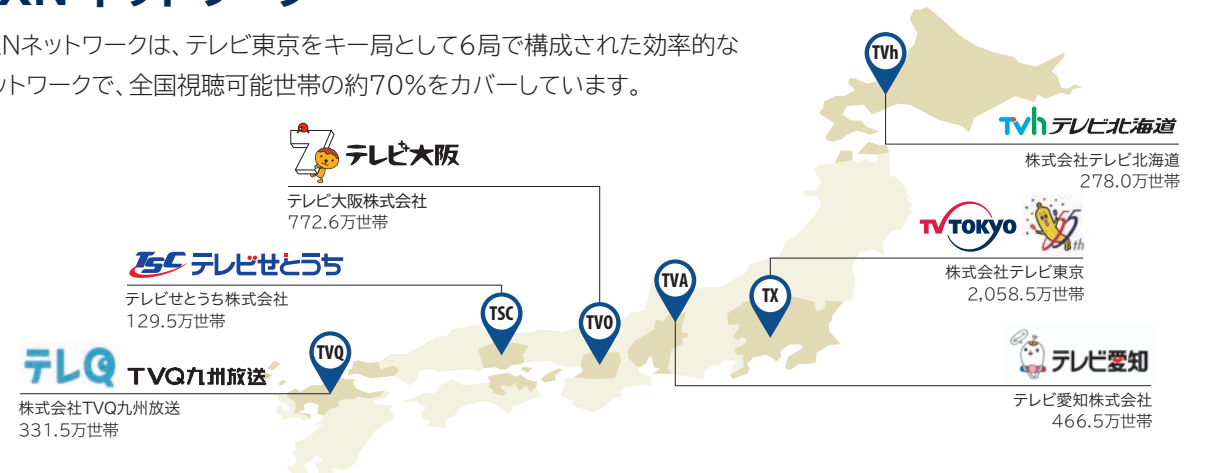 XN ネットワーク
Nネットワークは、テレビ東京をキー局として6局で構成された効率的な
ットワークで、全国視聴可能世帯の約70%をカバーしています。
TVh
TVh テレビ北海道
株式会社テレビ北海道
278.0万世帯
7 テレビ大阪
テレビ大阪株式会社
772.6万世帯
TV TOKYO
65th
株式会社テレビ東京
2,058.5万世帯
TSC テレビせとうち
テレビせとうち株式会社
129.5万世帯
TVA
TX
TSC
TVO
TVQ
テレビ愛知
テレビ愛知株式会社
466.5万世帯
テレQ TVQ九州放送
株式会社TVQ九州放送
331.5万世帯